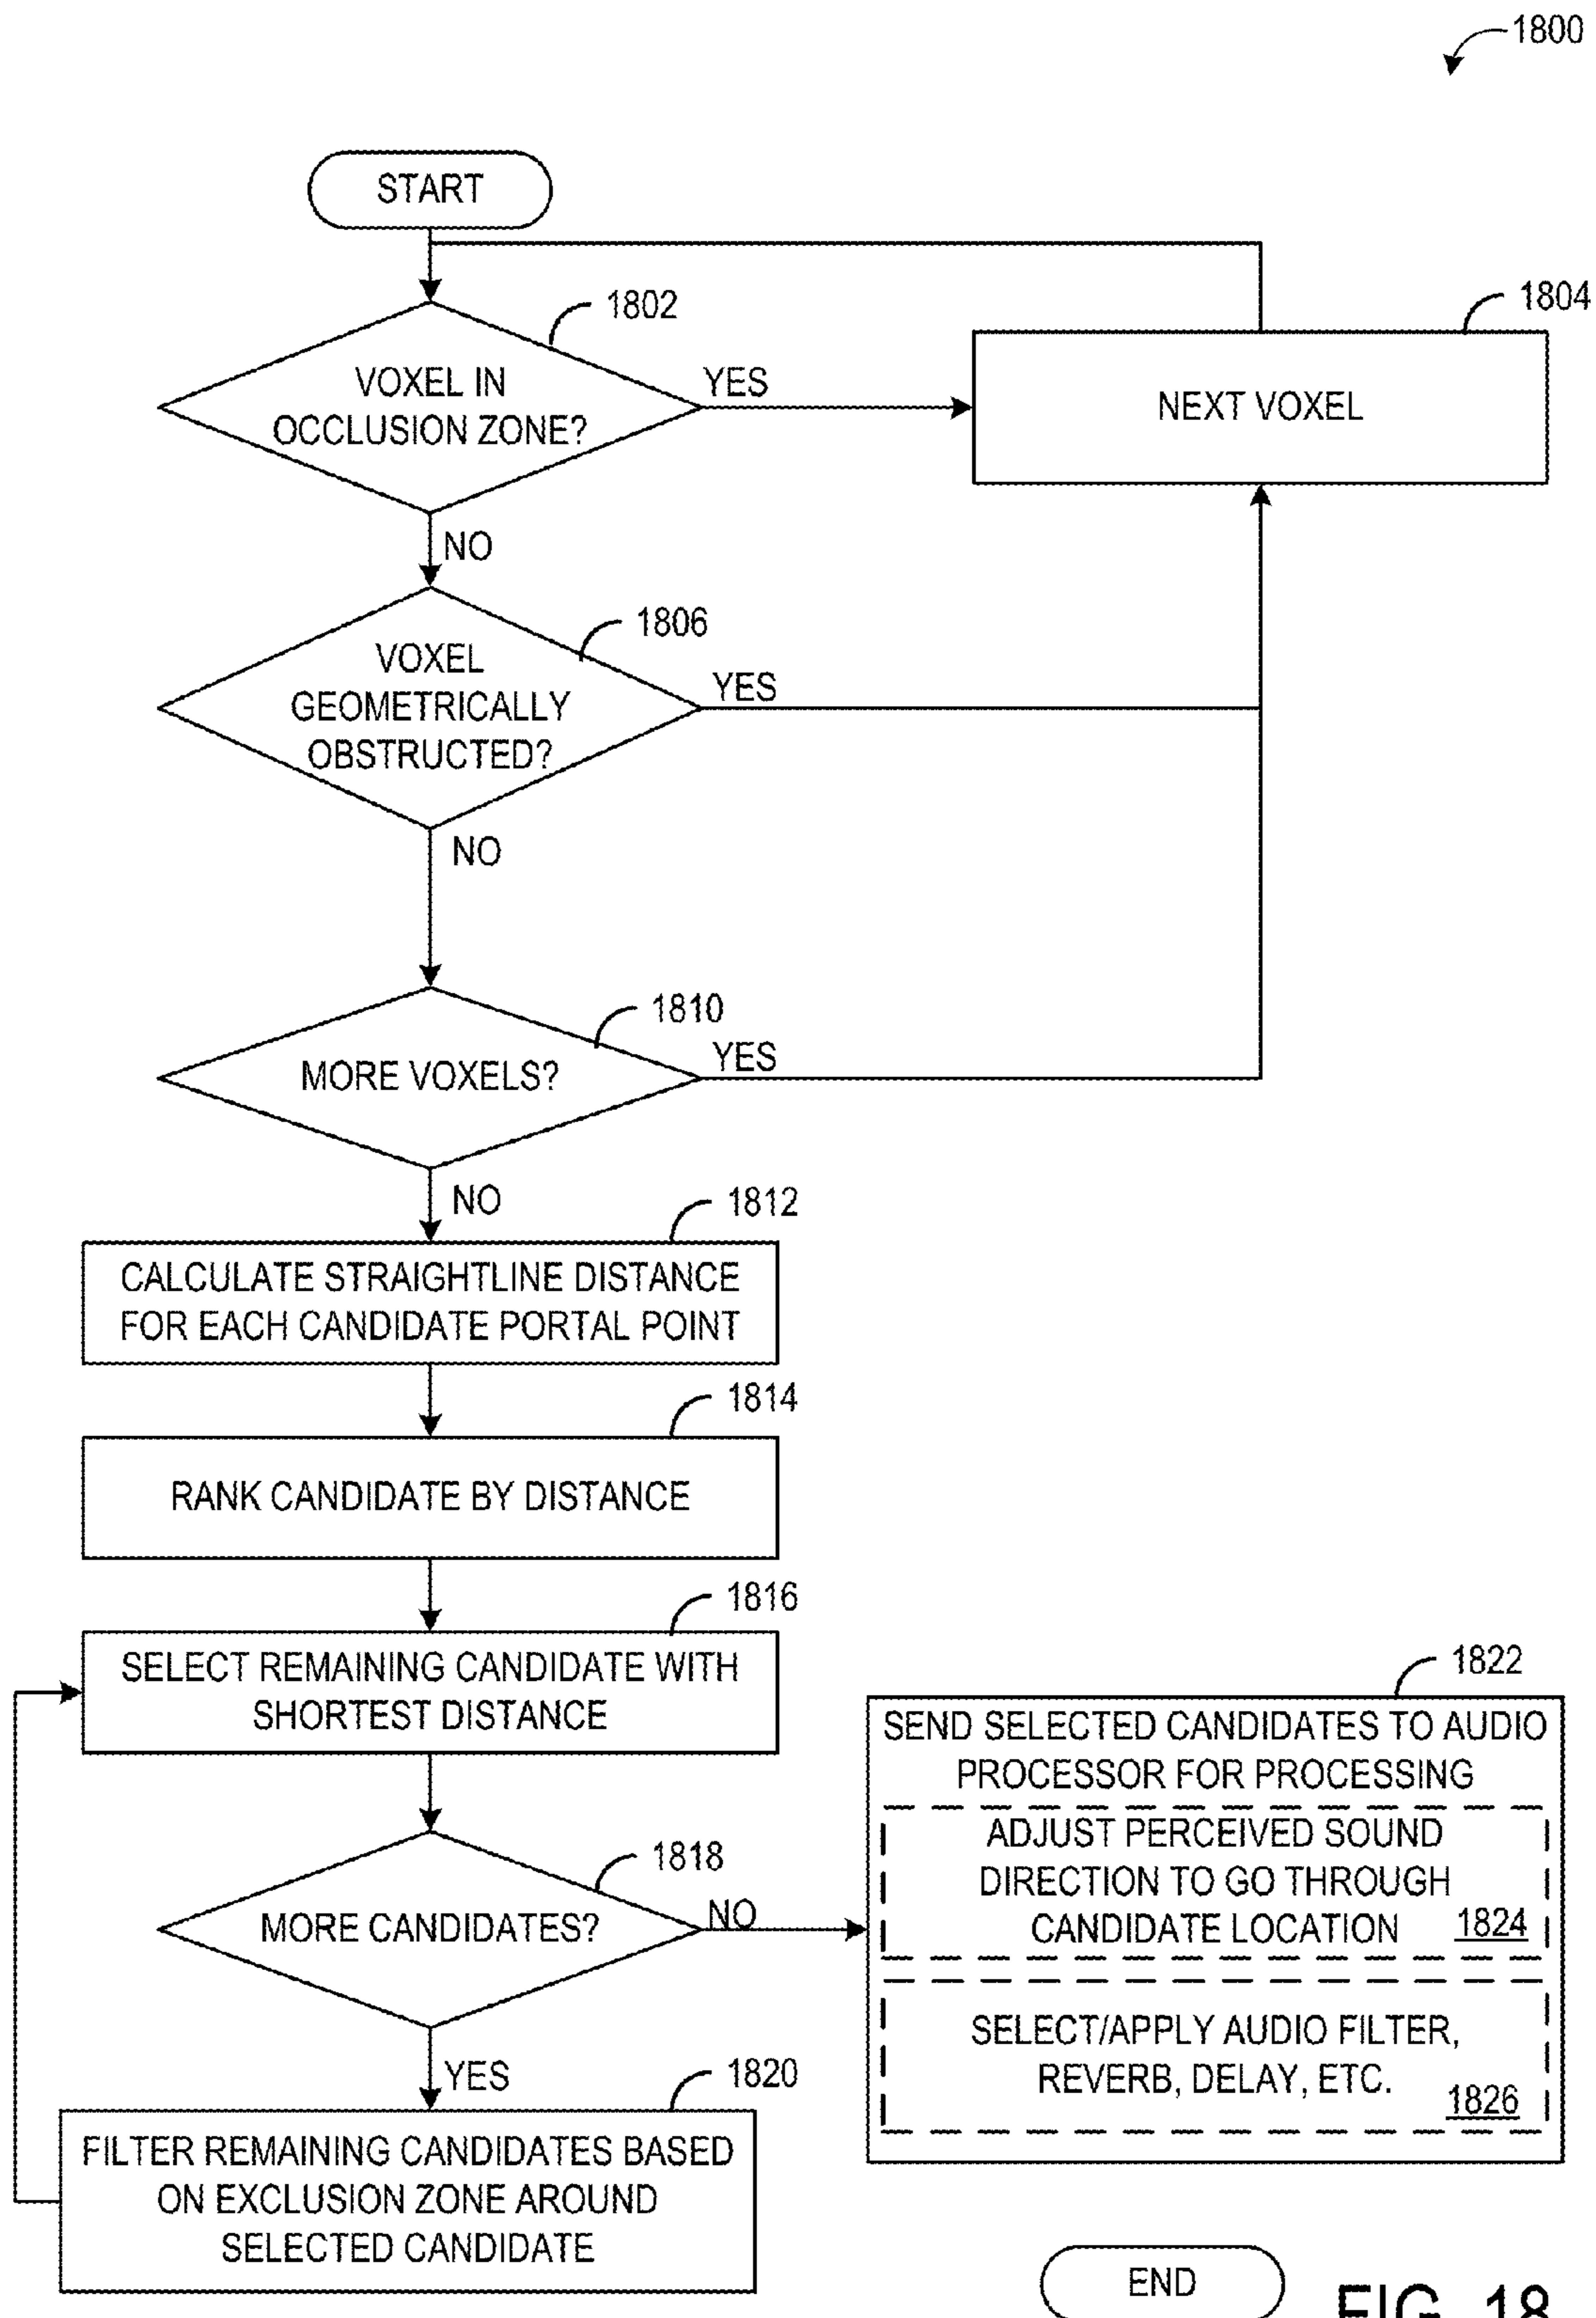 1800
START
1802
VOXEL IN
OCCLUSION ZONE?
YES
1804
NEXT VOXEL
NO
1806
VOXEL
GEOMETRICALLY
OBSTRUCTED?
YES
NO
1810
MORE VOXELS?
YES
NO
1812
CALCULATE STRAIGHTLINE DISTANCE
FOR EACH CANDIDATE PORTAL POINT
1814
RANK CANDIDATE BY DISTANCE
1816
SELECT REMAINING CANDIDATE WITH
SHORTEST DISTANCE
1818
MORE CANDIDATES?
NO
YES
1820
FILTER REMAINING CANDIDATES BASED
ON EXCLUSION ZONE AROUND
SELECTED CANDIDATE
1822
SEND SELECTED CANDIDATES TO AUDIO
PROCESSOR FOR PROCESSING
ADJUST PERCEIVED SOUND
DIRECTION TO GO THROUGH
CANDIDATE LOCATION 1824
SELECT/APPLY AUDIO FILTER,
REVERB, DELAY, ETC.
1826
END
FIG. 18